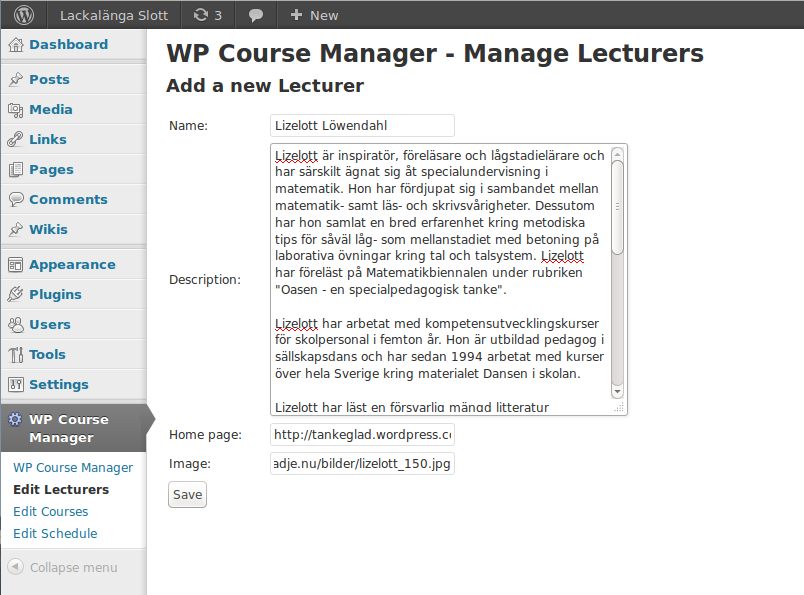 Lackalänga Slott 3 New
Dashboard
Posts
Media
Links
Pages
Comments
Wikis
Appearance
Plugins
Users
Tools
Settings
WP Course
Manager
WP Course Manager
Edit Lecturers
Edit Courses
Edit Schedule
Collapse menu
WP Course Manager - Manage Lecturers
Add a new Lecturer
Name: Lizelott Löwendahl
Description:
Lizelott är inspiratör, föreläsare och lågstadielärare och
har särskilt ägnat sig åt specialundervisning i
matematik. Hon har fördjupat sig i sambandet mellan
matematik- samt läs- och skrivsvårigheter. Dessutom
har hon samlat en bred erfarenhet kring metodiska
tips för såväl låg- som mellanstadiet med betoning på
laborativa övningar kring tal och talsystem. Lizelott
har föreläst på Matematikbiennalen under rubriken
"Oasen - en specialpedagogisk tanke".
Lizelott har arbetat med kompetensutvecklingskurser
för skolpersonal i femton år. Hon är utbildad pedagog i
sällskapsdans och har sedan 1994 arbetat med kurser
över hela Sverige kring materialet Dansen i skolan.
Lizelott har läst en försvarlig mängd litteratur
Home page: http://tankeglad.wordpress.co
Image: adje.nu/bilder/lizelott_150.jpg
Save